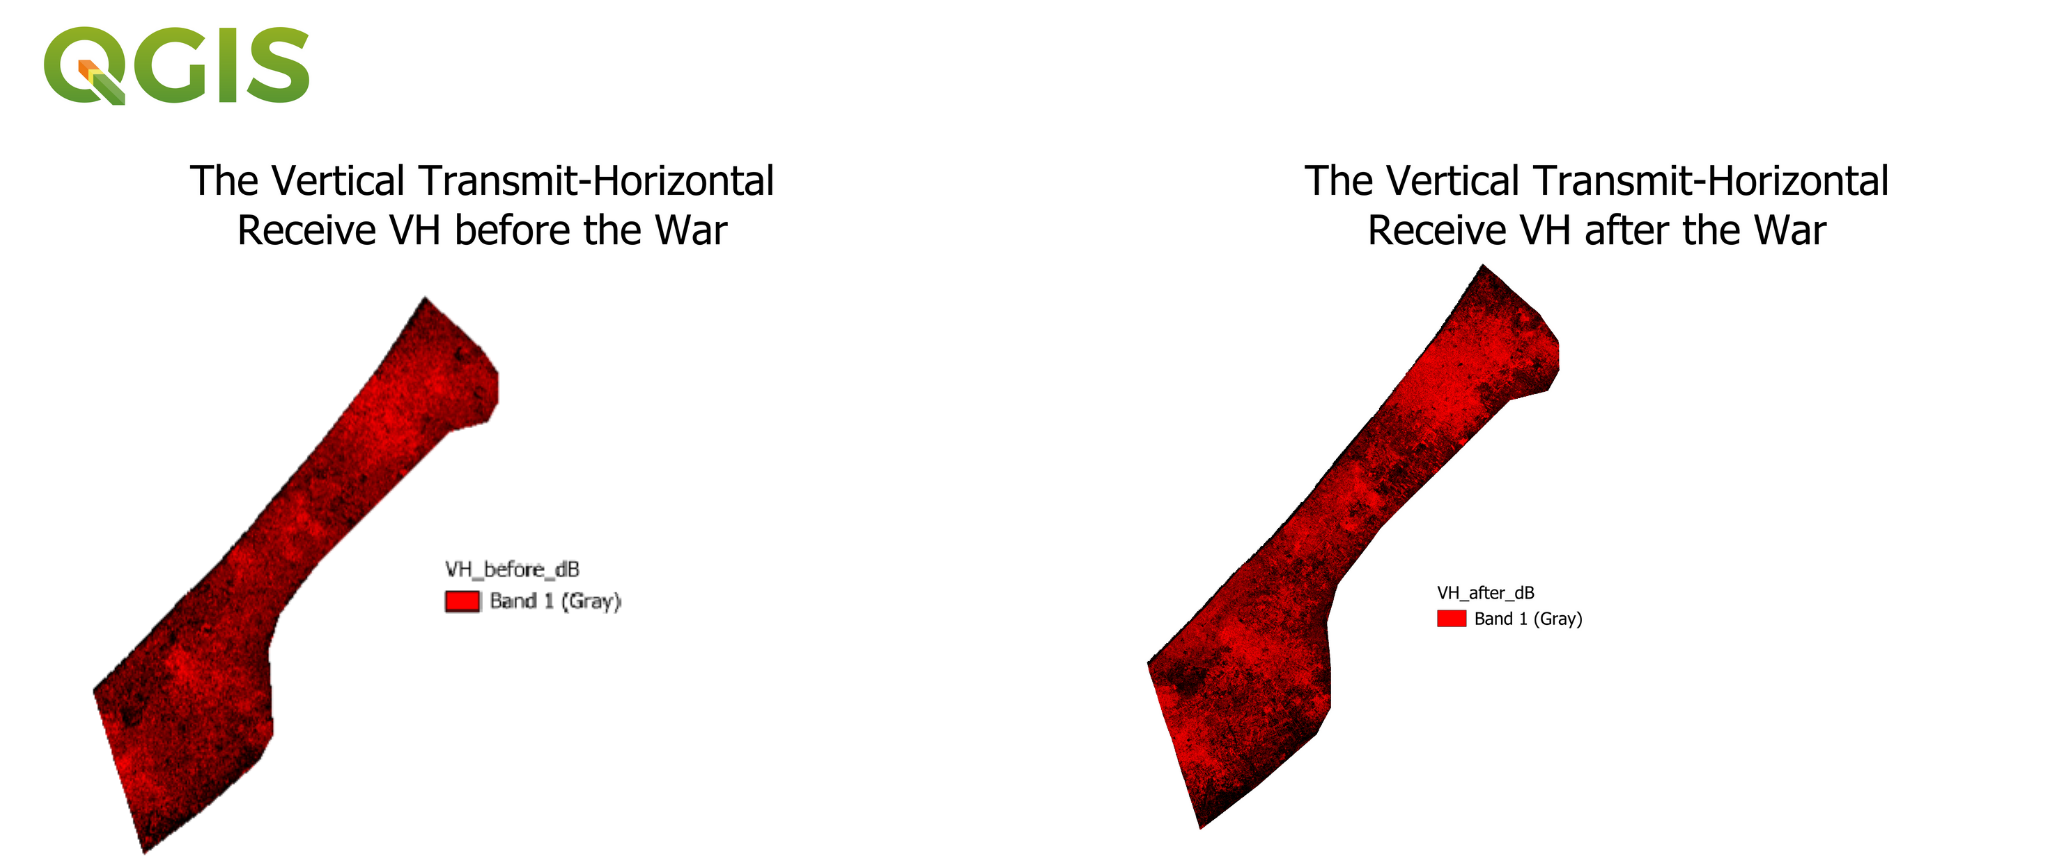 QGIS
The Vertical Transmit-Horizontal
Receive VH before the War
The Vertical Transmit-Horizontal
Receive VH after the War
VH_before_dB
Band 1 (Gray)
VH_after_dB
Band 1 (Gray)